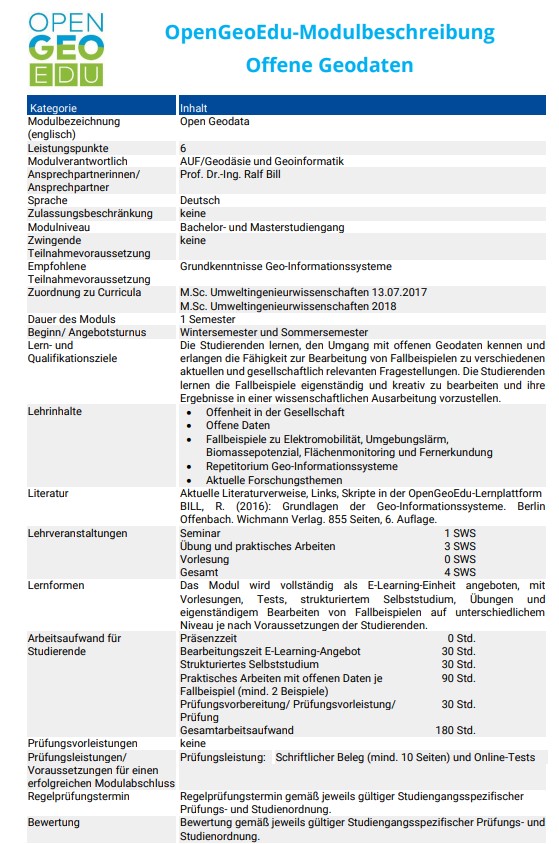 OPEN
GEO
EDU
OpenGeoEdu-Modulbeschreibung
Offene Geodaten
Kategorie Inhalt
Modulbezeichnung Open Geodata
(englisch)
Leistungspunkte 6
Modulverantwortlich AUF/Geodäsie und Geoinformatik
Ansprechpartnerinnen/ Prof. Dr.-Ing. Ralf Bill
Ansprechpartner
Sprache Deutsch
Zulassungsbeschränkung keine
Modulniveau Bachelor- und Masterstudiengang
Zwingende keine
Teilnahmevoraussetzung
Empfohlene Grundkenntnisse Geo-Informationssysteme
Teilnahmevoraussetzung
Zuordnung zu Curricula M.Sc. Umweltingenieurwissenschaften 13.07.2017
M.Sc. Umweltingenieurwissenschaften 2018
Dauer des Moduls 1 Semester
Beginn/ Angebotsturnus Wintersemester und Sommersemester
Lern- und Die Studierenden lernen, den Umgang mit offenen Geodaten kennen und
Qualifikationsziele erlangen die Fähigkeit zur Bearbeitung von Fallbeispielen zu verschiedenen
aktuellen und gesellschaftlich relevanten Fragestellungen. Die Studierenden
lernen die Fallbeispiele eigenständig und kreativ zu bearbeiten und ihre
Ergebnisse in einer wissenschaftlichen Ausarbeitung vorzustellen.
Lehrinhalte • Offenheit in der Gesellschaft
• Offene Daten
• Fallbeispiele zu Elektromobilität, Umgebungslärm,
Biomassepotenzial, Flächenmonitoring und Fernerkundung
• Repetitorium Geo-Informationssysteme
• Aktuelle Forschungsthemen
Literatur Aktuelle Literaturverweise, Links, Skripte in der OpenGeoEdu-Lernplattform
BILL, R. (2016): Grundlagen der Geo-Informationssysteme. Berlin
Offenbach. Wichmann Verlag. 855 Seiten, 6. Auflage.
Lehrveranstaltungen Seminar 1 SWS
Übung und praktisches Arbeiten 3 SWS
Vorlesung 0 SWS
Gesamt 4 SWS
Lernformen Das Modul wird vollständig als E-Learning-Einheit angeboten, mit
Vorlesungen, Tests, strukturiertem Selbststudium, Übungen und
eigenständigem Bearbeiten von Fallbeispielen auf unterschiedlichem
Niveau je nach Voraussetzungen der Studierenden.
Arbeitsaufwand für Präsenzzeit 0 Std.
Studierende Bearbeitungszeit E-Learning-Angebot 30 Std.
Strukturiertes Selbststudium 30 Std.
Praktisches Arbeiten mit offenen Daten je 90 Std.
Fallbeispiel (mind. 2 Beispiele)
Prüfungsvorbereitung/ Prüfungsvorleistung/ 30 Std.
Prüfung
Gesamtarbeitsaufwand 180 Std.
Prüfungsvorleistungen keine
Prüfungsleistungen/ Prüfungsleistung: Schriftlicher Beleg (mind. 10 Seiten) und Online-Tests
Voraussetzungen für einen
erfolgreichen Modulabschluss
Regelprüfungstermin Regelprüfungstermin gemäß jeweils gültiger Studiengangsspezifischer
Prüfungs- und Studienordnung.
Bewertung Bewertung gemäß jeweils gültiger Studiengangsspezifischer Prüfungs- und
Studienordnung.